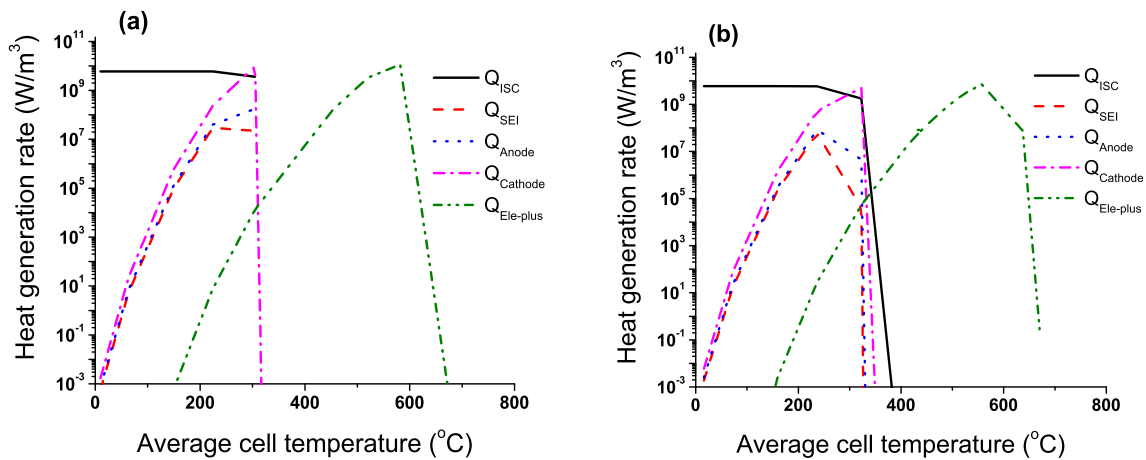 (a)
Heat generation rate (W/m³)
10¹¹
10⁹
10⁷
10⁵
10³
10¹
10⁻¹
10⁻³
0
200
400
600
800
Average cell temperature (°C)
Q_ISC
Q_SEI
Q_Anode
Q_Cathode
Q_Ele-plus
(b)
Heat generation rate (W/m³)
10¹¹
10⁹
10⁷
10⁵
10³
10¹
10⁻¹
10⁻³
0
200
400
600
800
Average cell temperature (°C)
Q_ISC
Q_SEI
Q_Anode
Q_Cathode
Q_Ele-plus